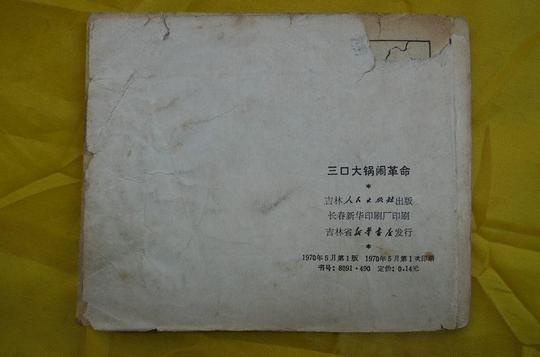 三口大锅闹革命
*
吉林人民出版社出版
长春新华印刷厂印刷
吉林省新华书店发行
*
1970年5月第1版 1970年5月第1次印刷
书号：8091·490 定价：0.14元